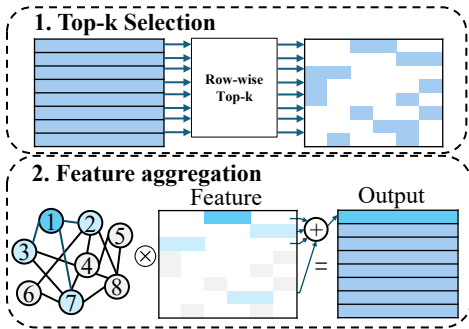 1. Top-k Selection
Row-wise
Top-k
2. Feature aggregation
Feature
Output
1
2
5
3
4
6
7
8
⊗
+
=